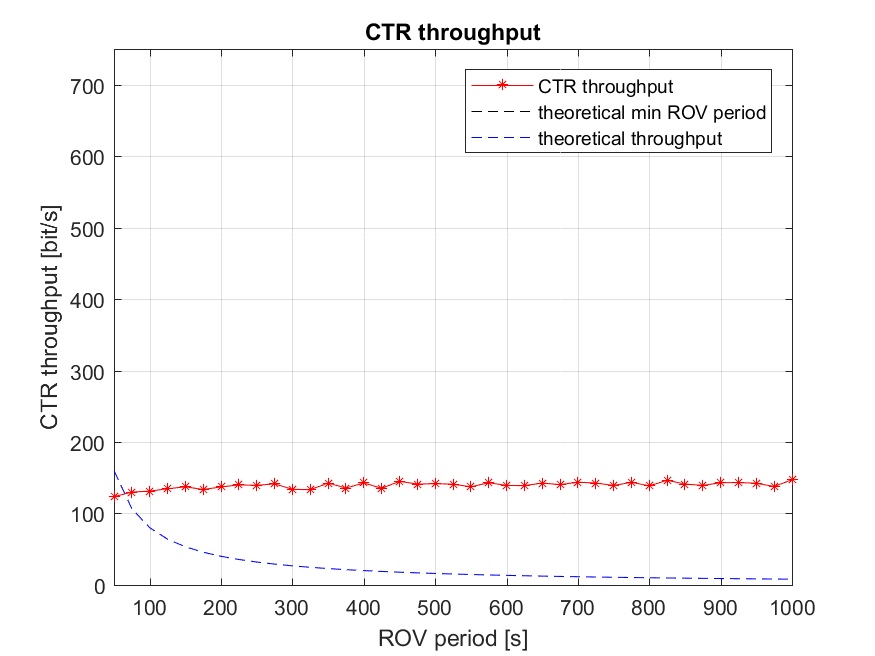 CTR throughput
CTR throughput
theoretical min ROV period
theoretical throughput
CTR throughput [bit/s]
700
600
500
400
300
200
100
0
100 200 300 400 500 600 700 800 900 1000
ROV period [s]